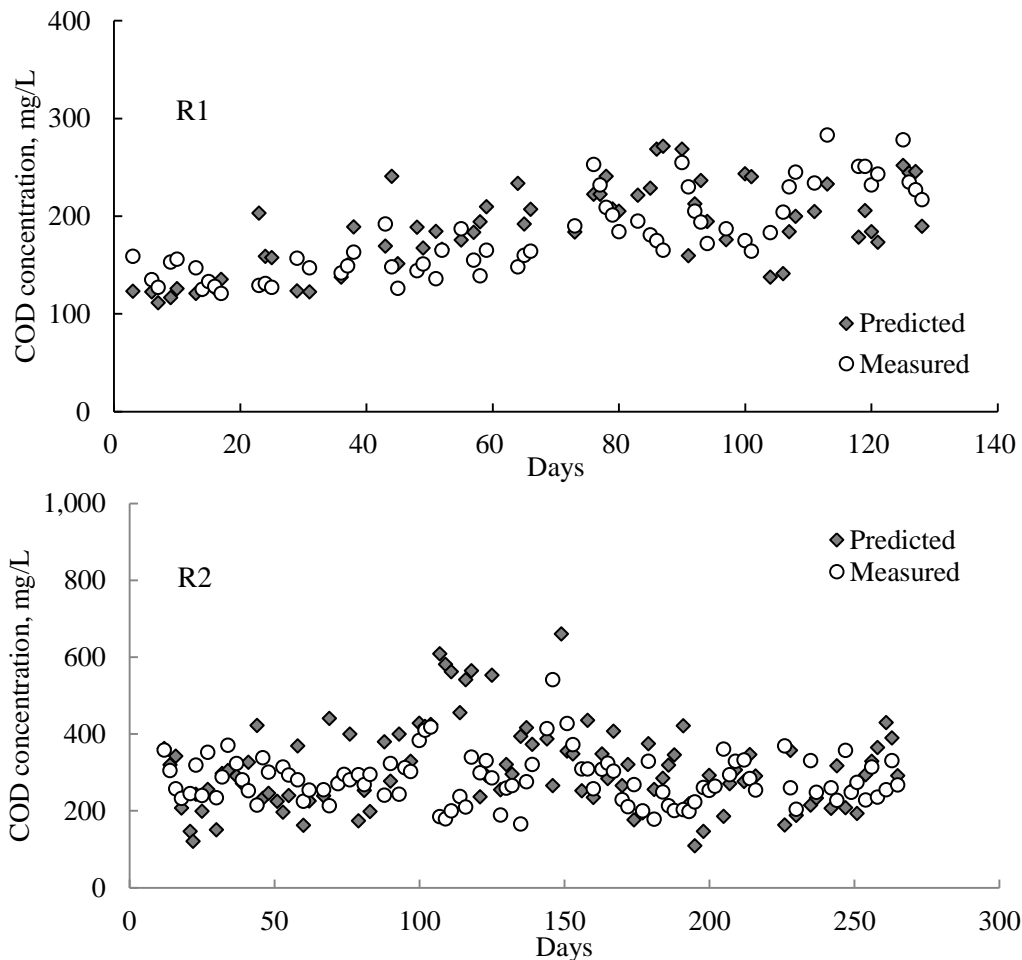 400
300
200
100
0
COD concentration, mg/L
R1
Predicted
Measured
0 20 40 60 80 100 120 140
Days
1,000
800
600
400
200
0
COD concentration, mg/L
R2
Predicted
Measured
0 50 100 150 200 250 300
Days